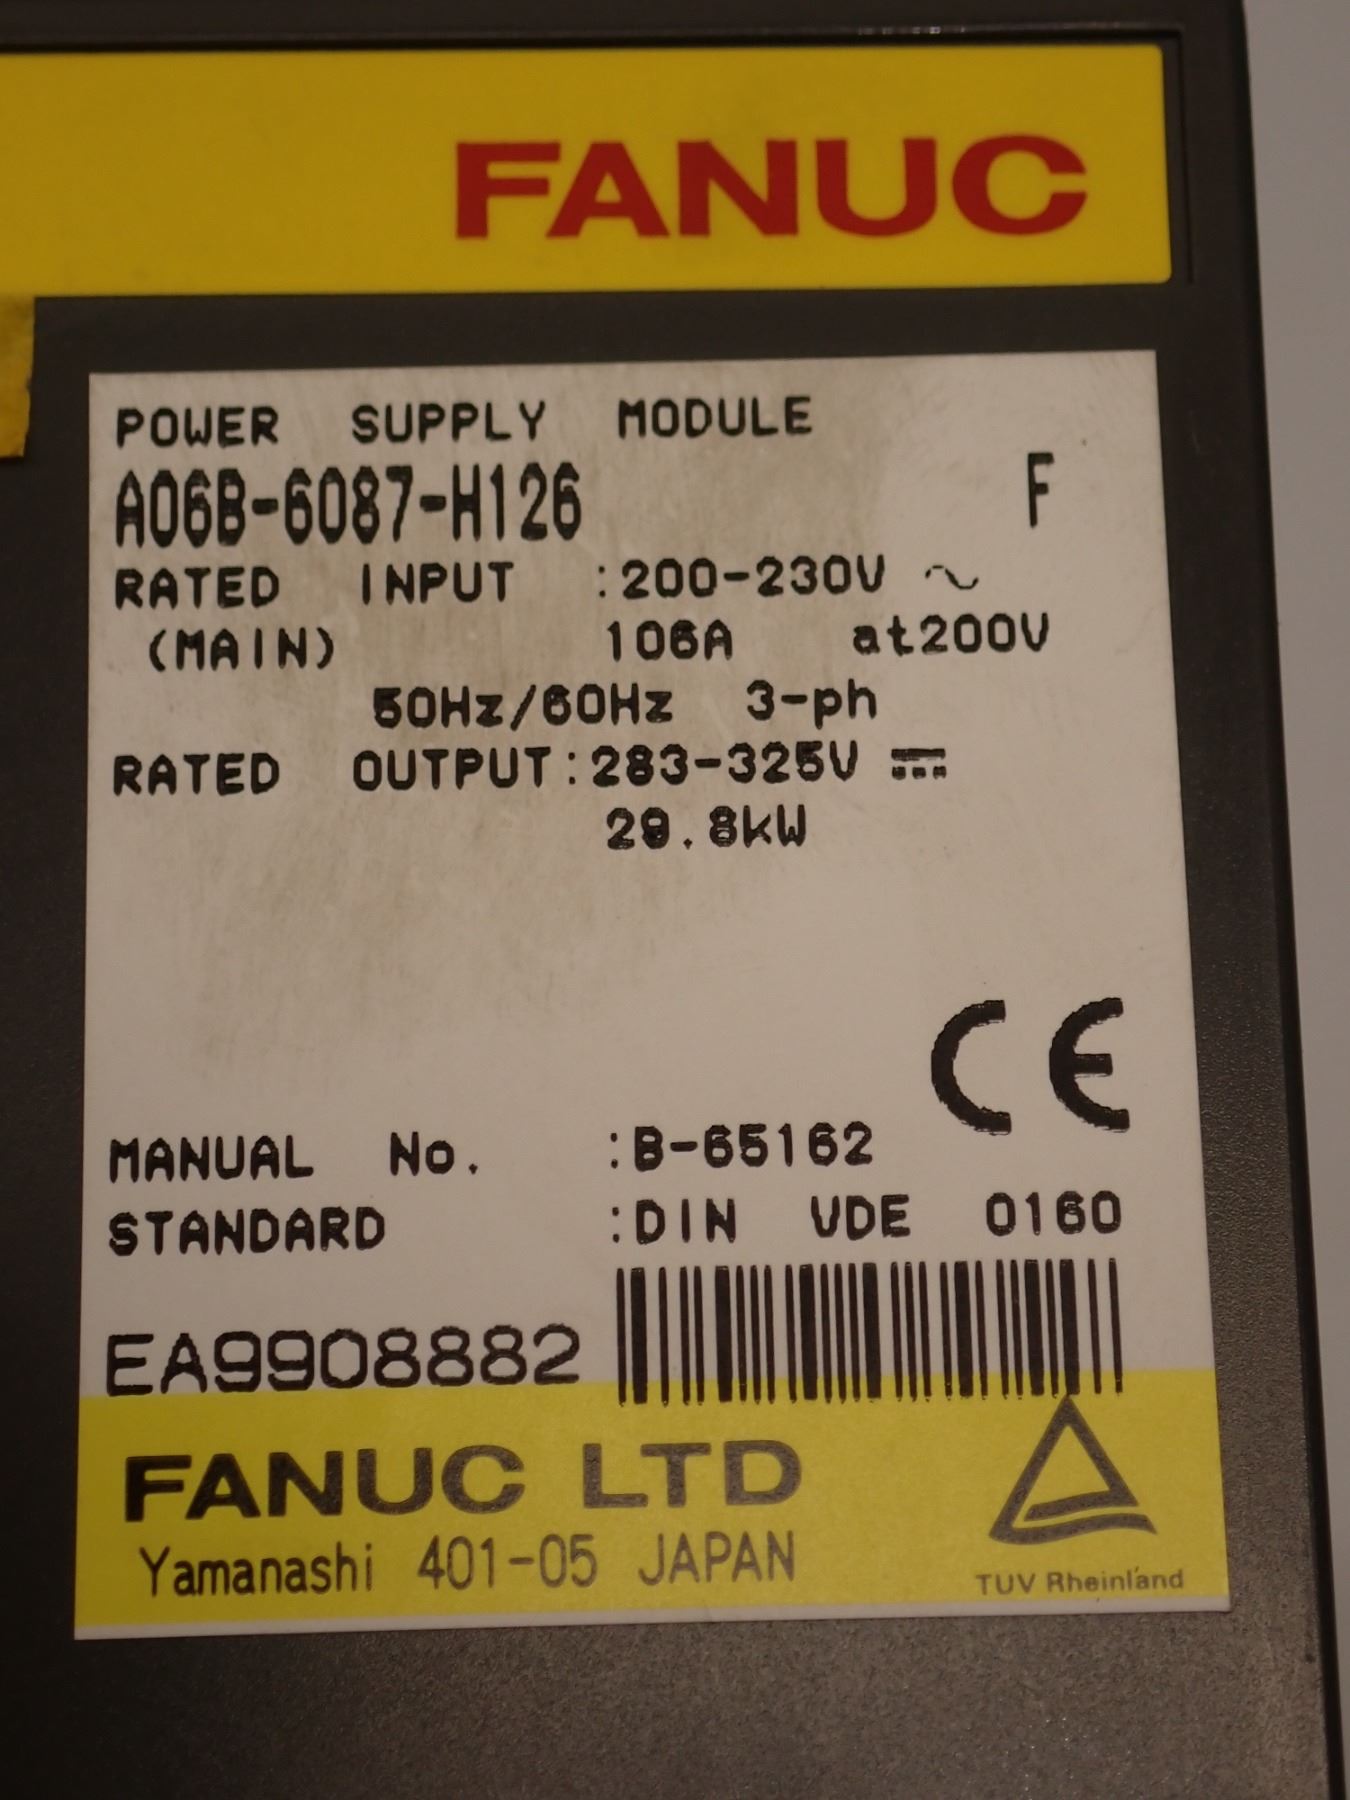 FANUC
POWER SUPPLY MODULE
A06B-6087-H126 F
RATED INPUT :200-230V ~
(MAIN) 106A at200V
50Hz/60Hz 3-ph
RATED OUTPUT:283-325V ⎓
29.8kW
CE
MANUAL No. :B-65162
STANDARD :DIN VDE 0160
EA9908882
FANUC LTD
Yamanashi 401-05 JAPAN
TUV Rheinland